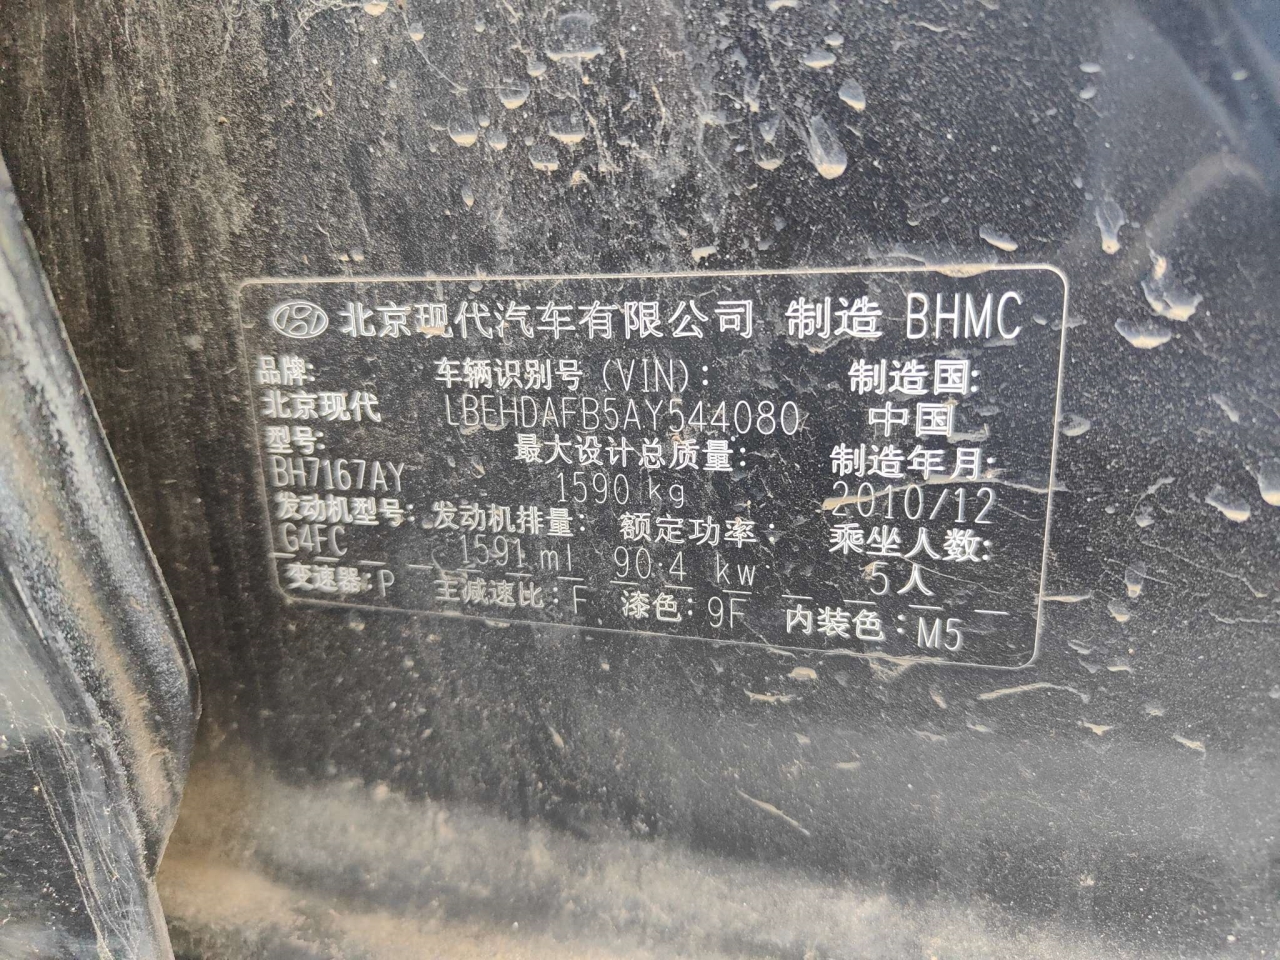 北京现代汽车有限公司 制造 BHMC
品牌: 车辆识别号 (VIN): 制造国:
北京现代 LBEHDAFB5AY544080 中国
型号: 最大设计总质量: 制造年月:
BH7167AY 1590 kg 2010/12
发动机型号: 发动机排量: 额定功率: 乘坐人数:
G4FC 1591 ml 90.4 kw 5人
变速器:P 主减速比:F 漆色:9F 内装色:M5